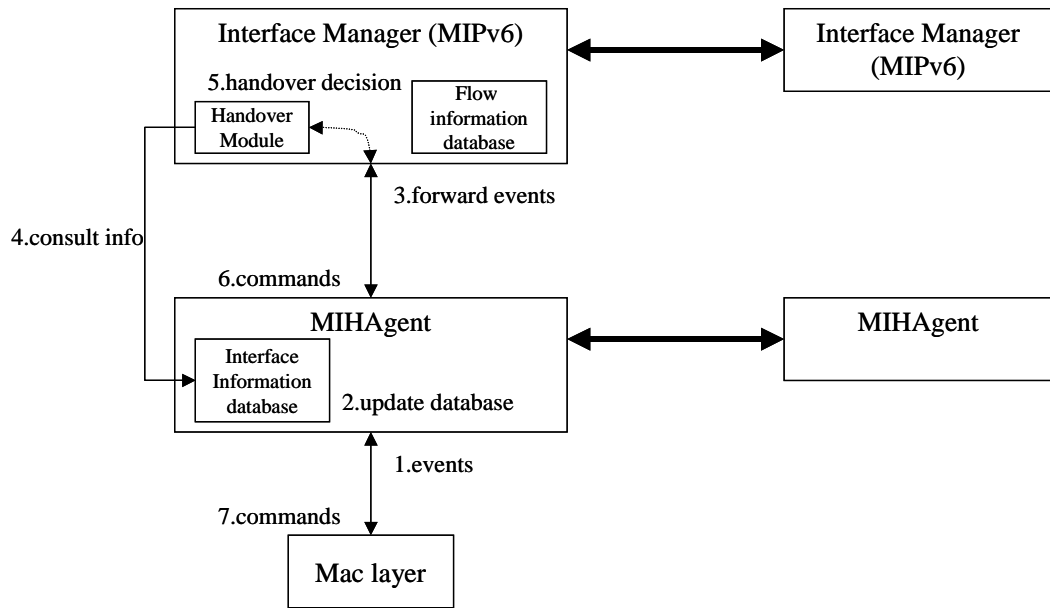 Interface Manager (MIPv6)
5.handover decision
Handover
Module
Flow
information
database
Interface Manager
(MIPv6)
3.forward events
4.consult info
6.commands
MIHAgent
Interface
Information
database
2.update database
MIHAgent
1.events
7.commands
Mac layer